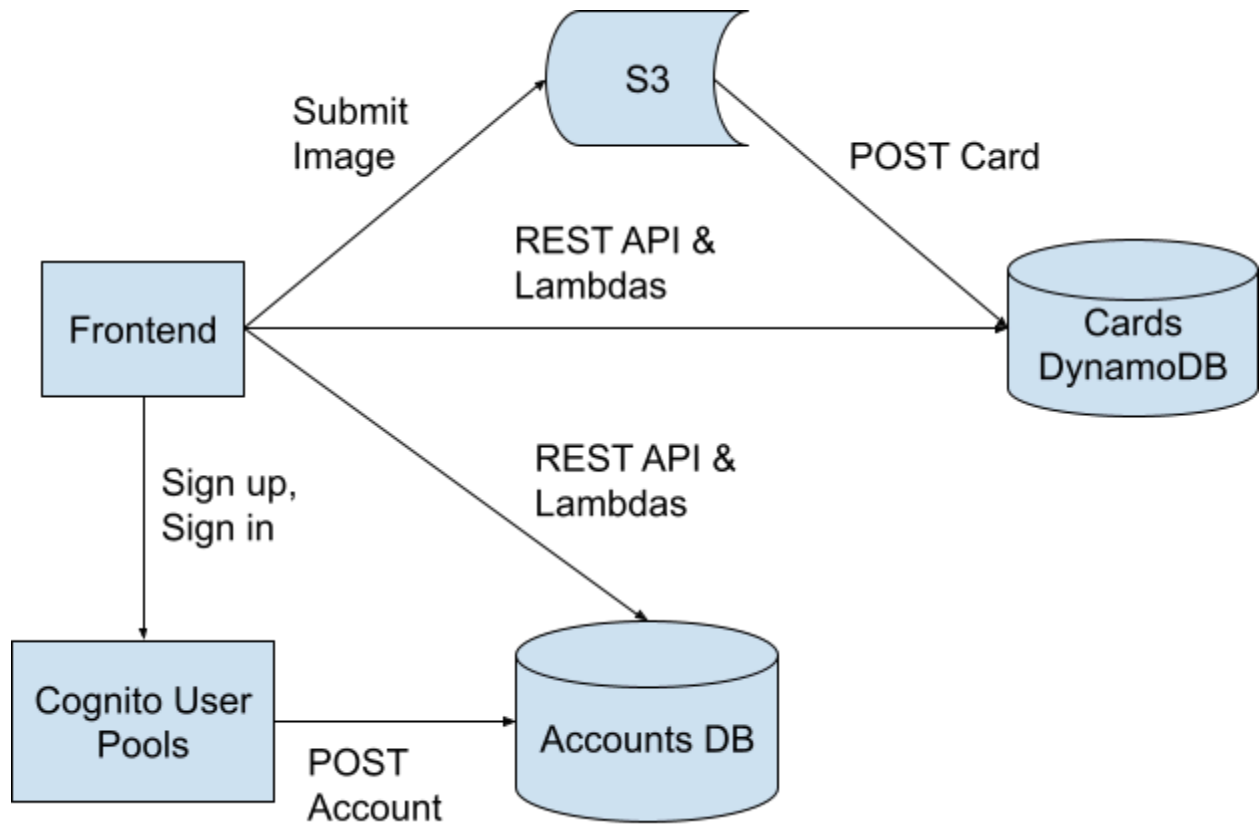 S3
Submit
Image
POST Card
REST API &
Lambdas
Frontend
Cards
DynamoDB
REST API &
Lambdas
Sign up,
Sign in
Cognito User
Pools
POST
Account
Accounts DB